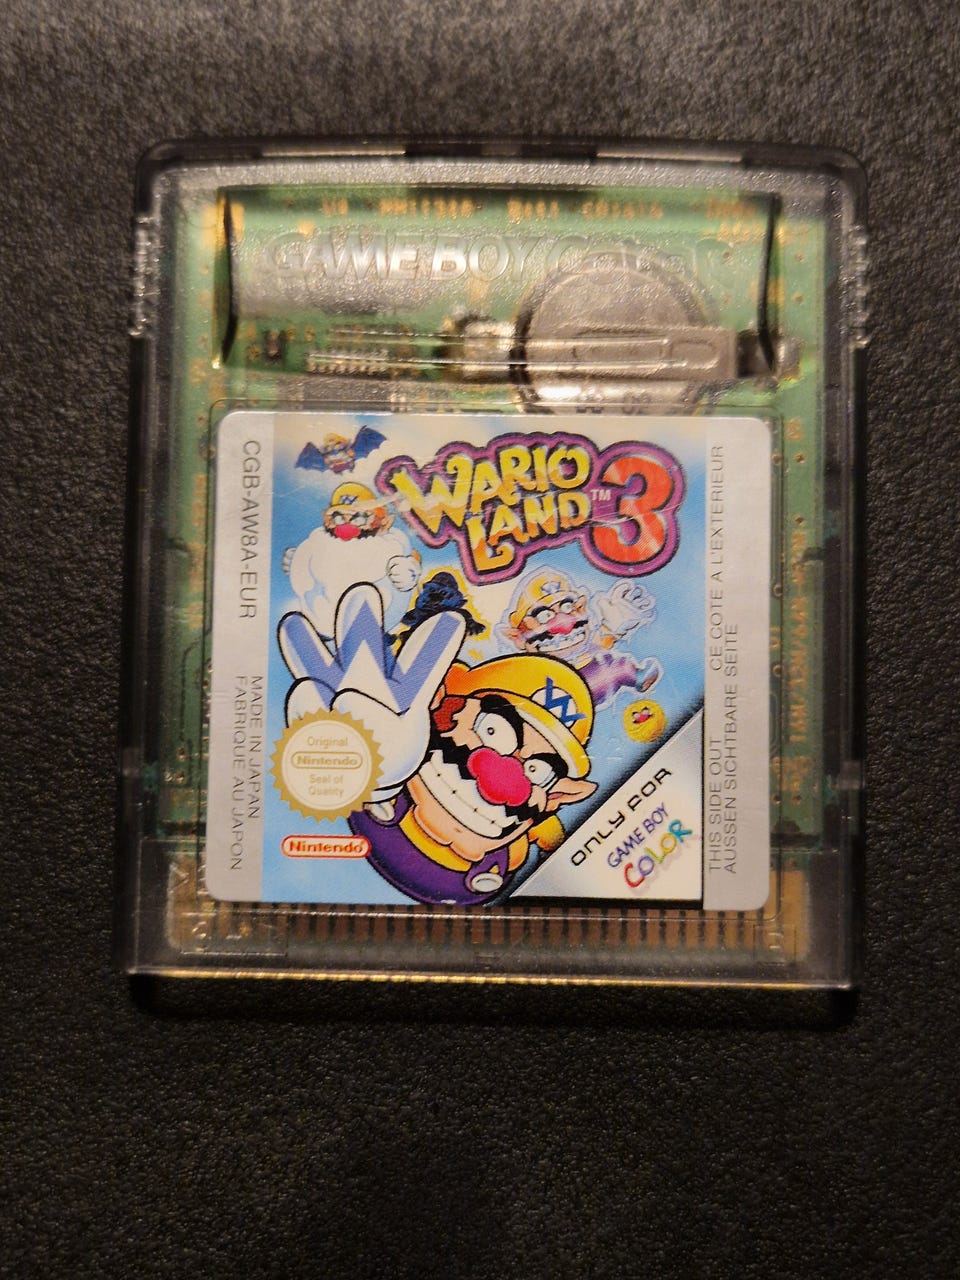 GAME BOY Color
WARIO
LAND™ 3
CGB-AW8A-EUR
MADE IN JAPAN
FABRIQUE AU JAPON
W
W
Original
Nintendo
Seal of
Quality
Nintendo
ONLY FOR
GAME BOY
COLOR
THIS SIDE OUT CE COTE A L'EXTERIEUR
AUSSEN SICHTBARE SEITE